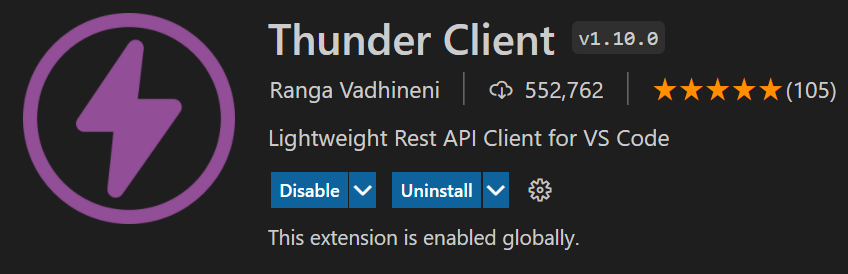 Thunder Client v1.10.0
Ranga Vadhineni 552,762 (105)
Lightweight Rest API Client for VS Code
Disable Uninstall
This extension is enabled globally.